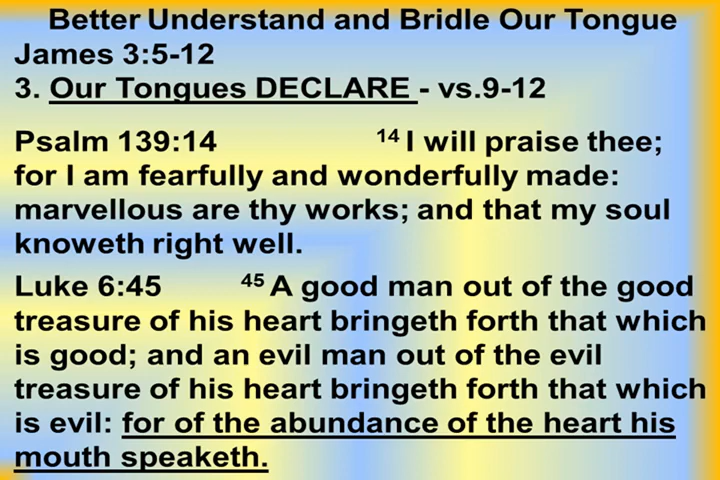 Better Understand and Bridle Our Tongue
James 3:5-12
3. Our Tongues DECLARE - vs.9-12
Psalm 139:14 14 I will praise thee;
for I am fearfully and wonderfully made:
marvellous are thy works; and that my soul
knoweth right well.
Luke 6:45 45 A good man out of the good
treasure of his heart bringeth forth that which
is good; and an evil man out of the evil
treasure of his heart bringeth forth that which
is evil: for of the abundance of the heart his
mouth speaketh.